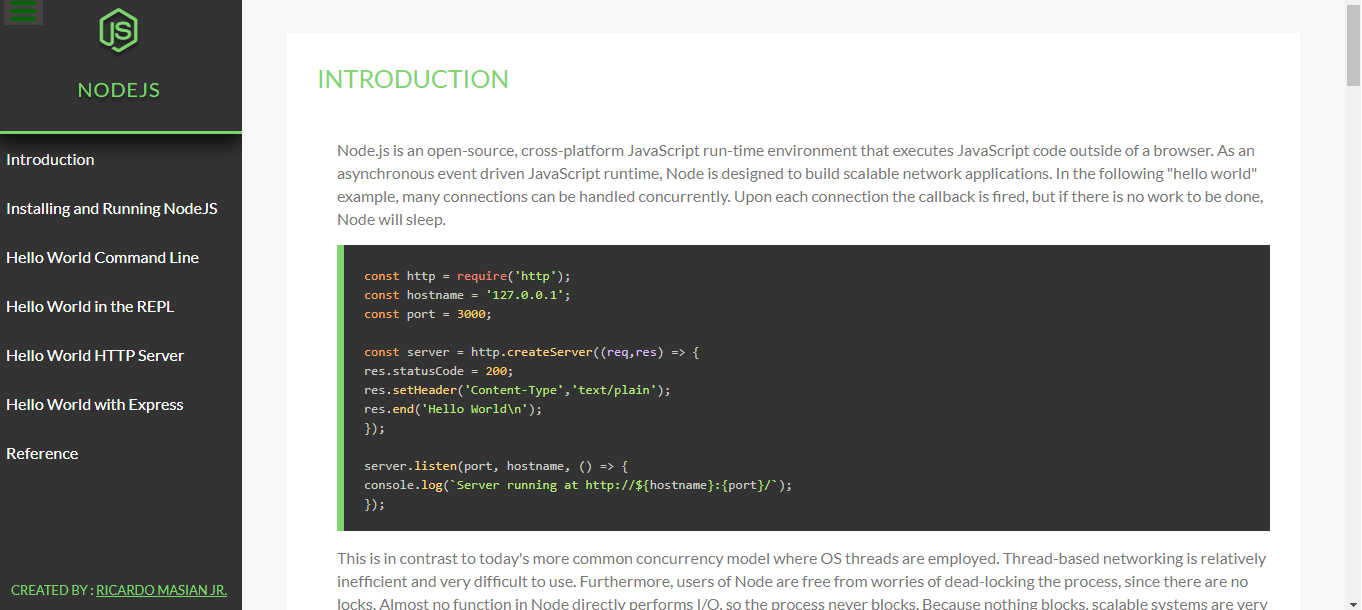 JS
NODEJS
Introduction
Installing and Running NodeJS
Hello World Command Line
Hello World in the REPL
Hello World HTTP Server
Hello World with Express
Reference
CREATED BY : RICARDO MASIAN JR.
INTRODUCTION
Node.js is an open-source, cross-platform JavaScript run-time environment that executes JavaScript code outside of a browser. As an
asynchronous event driven JavaScript runtime, Node is designed to build scalable network applications. In the following "hello world"
example, many connections can be handled concurrently. Upon each connection the callback is fired, but if there is no work to be done,
Node will sleep.
const http = require('http');
const hostname = '127.0.0.1';
const port = 3000;
const server = http.createServer((req,res) => {
res.statusCode = 200;
res.setHeader('Content-Type','text/plain');
res.end('Hello World\n');
});
server.listen(port, hostname, () => {
console.log(`Server running at http://${hostname}:{port}/`);
});
This is in contrast to today's more common concurrency model where OS threads are employed. Thread-based networking is relatively
inefficient and very difficult to use. Furthermore, users of Node are free from worries of dead-locking the process, since there are no
locks. Almost no function in Node directly performs I/O, so the process never blocks. Because nothing blocks, scalable systems are very